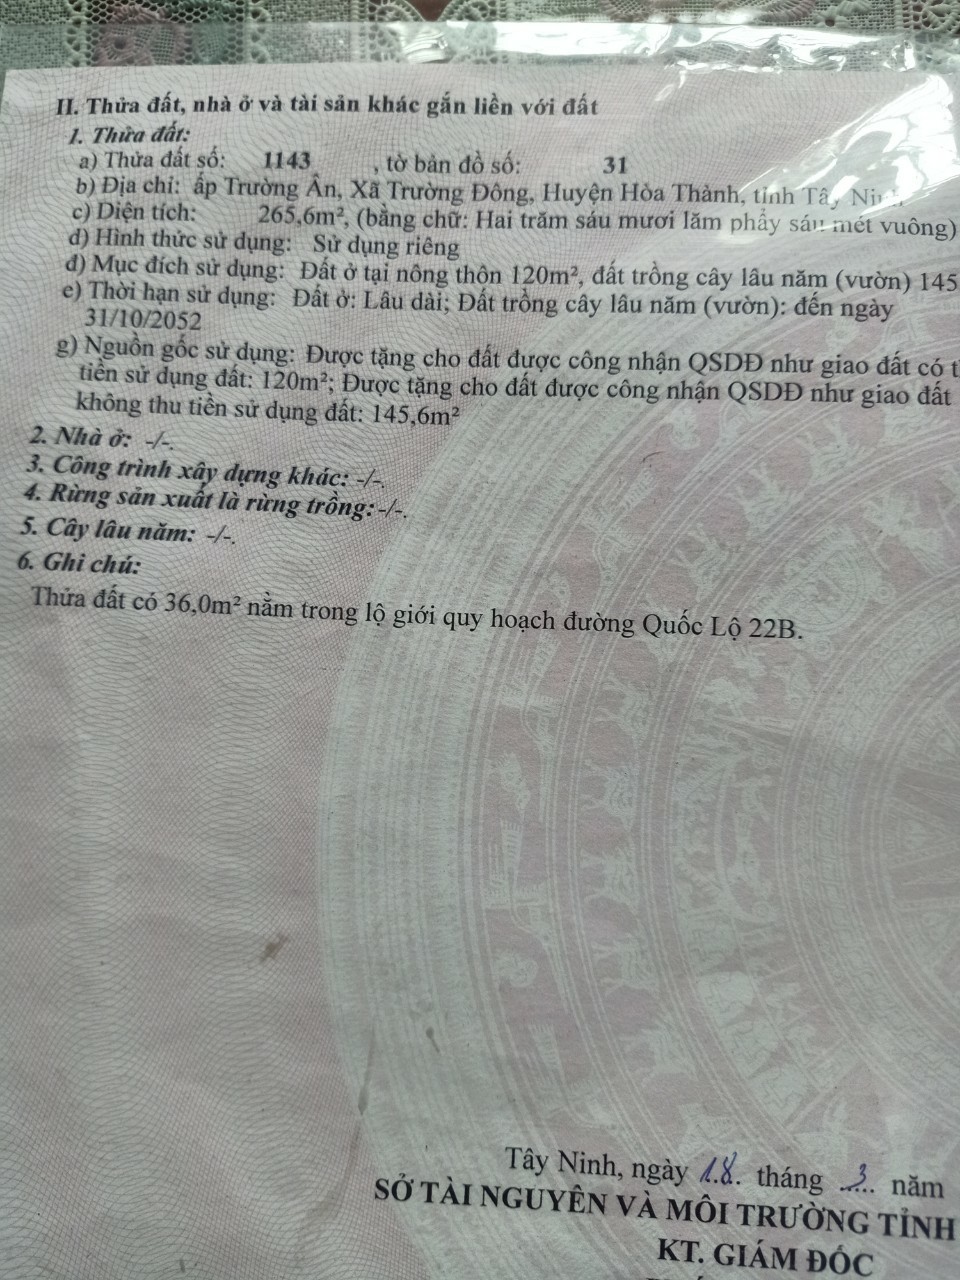 II. Thửa đất, nhà ở và tài sản khác gắn liền với đất
1. Thửa đất:
a) Thửa đất số: 1143 , tờ bản đồ số: 31
b) Địa chỉ: ấp Trường Ân, Xã Trường Đông, Huyện Hòa Thành, tỉnh Tây Ninh
c) Diện tích: 265,6m², (bằng chữ: Hai trăm sáu mươi lăm phẩy sáu mét vuông)
d) Hình thức sử dụng: Sử dụng riêng
đ) Mục đích sử dụng: Đất ở tại nông thôn 120m², đất trồng cây lâu năm (vườn) 145
e) Thời hạn sử dụng: Đất ở: Lâu dài; Đất trồng cây lâu năm (vườn): đến ngày
31/10/2052
g) Nguồn gốc sử dụng: Được tặng cho đất được công nhận QSDĐ như giao đất có t
tiền sử dụng đất: 120m²; Được tặng cho đất được công nhận QSDĐ như giao đất
không thu tiền sử dụng đất: 145,6m²
2. Nhà ở: -/-.
3. Công trình xây dựng khác: -/-.
4. Rừng sản xuất là rừng trồng: -/-.
5. Cây lâu năm: -/-.
6. Ghi chú:
Thửa đất có 36,0m² nằm trong lộ giới quy hoạch đường Quốc Lộ 22B.
Tây Ninh, ngày 18 tháng 3 năm
SỞ TÀI NGUYÊN VÀ MÔI TRƯỜNG TỈNH
KT. GIÁM ĐỐC